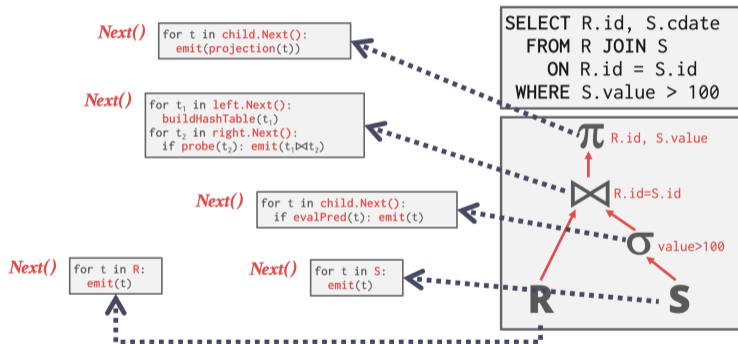 Next()
for t in child.Next():
emit(projection(t))
SELECT R.id, S.cdate
FROM R JOIN S
ON R.id = S.id
WHERE S.value > 100
Next()
for t₁ in left.Next():
buildHashTable(t₁)
for t₂ in right.Next():
if probe(t₂): emit(t₁⨝t₂)
π R.id, S.value
⨝ R.id=S.id
Next()
for t in child.Next():
if evalPred(t): emit(t)
σ value>100
Next()
for t in R:
emit(t)
Next()
for t in S:
emit(t)
R
S